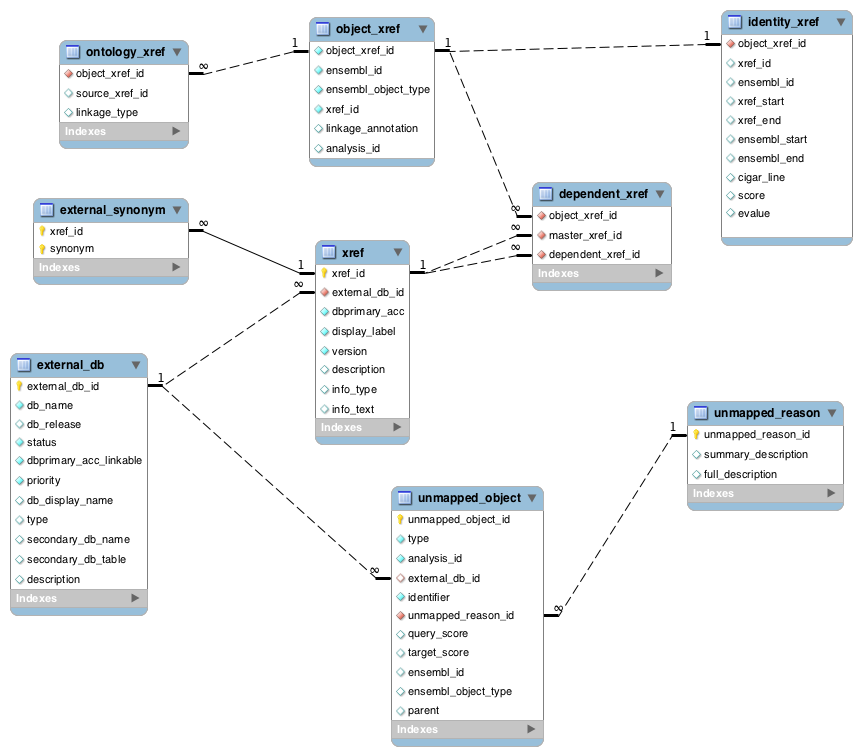 ontology_xref
object_xref_id
source_xref_id
linkage_type
Indexes
object_xref
object_xref_id
ensembl_id
ensembl_object_type
xref_id
linkage_annotation
analysis_id
identity_xref
object_xref_id
xref_id
ensembl_id
xref_start
xref_end
ensembl_start
ensembl_end
cigar_line
score
evalue
external_synonym
xref_id
synonym
Indexes
xref
xref_id
external_db_id
dbprimary_acc
display_label
version
description
info_type
info_text
Indexes
dependent_xref
object_xref_id
master_xref_id
dependent_xref_id
Indexes
external_db
external_db_id
db_name
db_release
status
dbprimary_acc_linkable
priority
db_display_name
type
secondary_db_name
secondary_db_table
description
Indexes
unmapped_object
unmapped_object_id
type
analysis_id
external_db_id
identifier
unmapped_reason_id
query_score
target_score
ensembl_id
ensembl_object_type
parent
Indexes
unmapped_reason
unmapped_reason_id
summary_description
full_description
Indexes
∞
1
1
1
∞
∞
∞
∞
1
1
∞
1
∞
1
∞